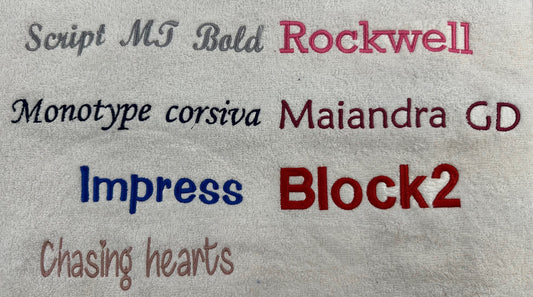 Script MT Bold Rockwell
Monotype corsiva Maiandra GD
Impress Block2
Chasing hearts